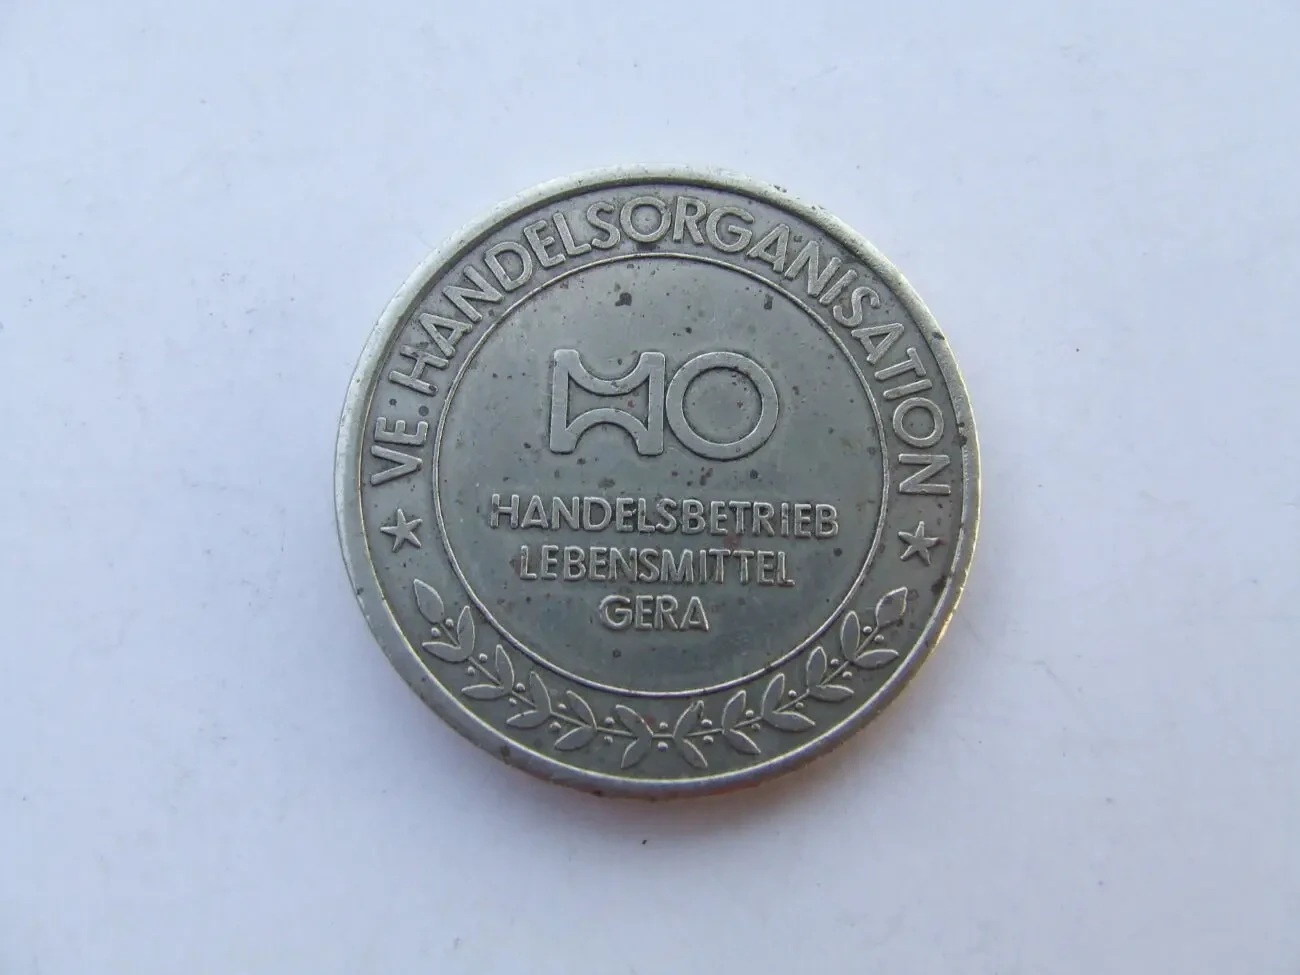 VE. HANDELSORGANISATION
HO
HANDELSBETRIEB
LEBENSMITTEL
GERA